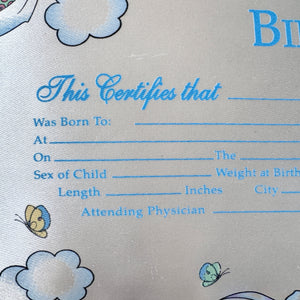 This Certifies that
Was Born To:
At
On The
Sex of Child Weight at Birth
Length Inches City
Attending Physician